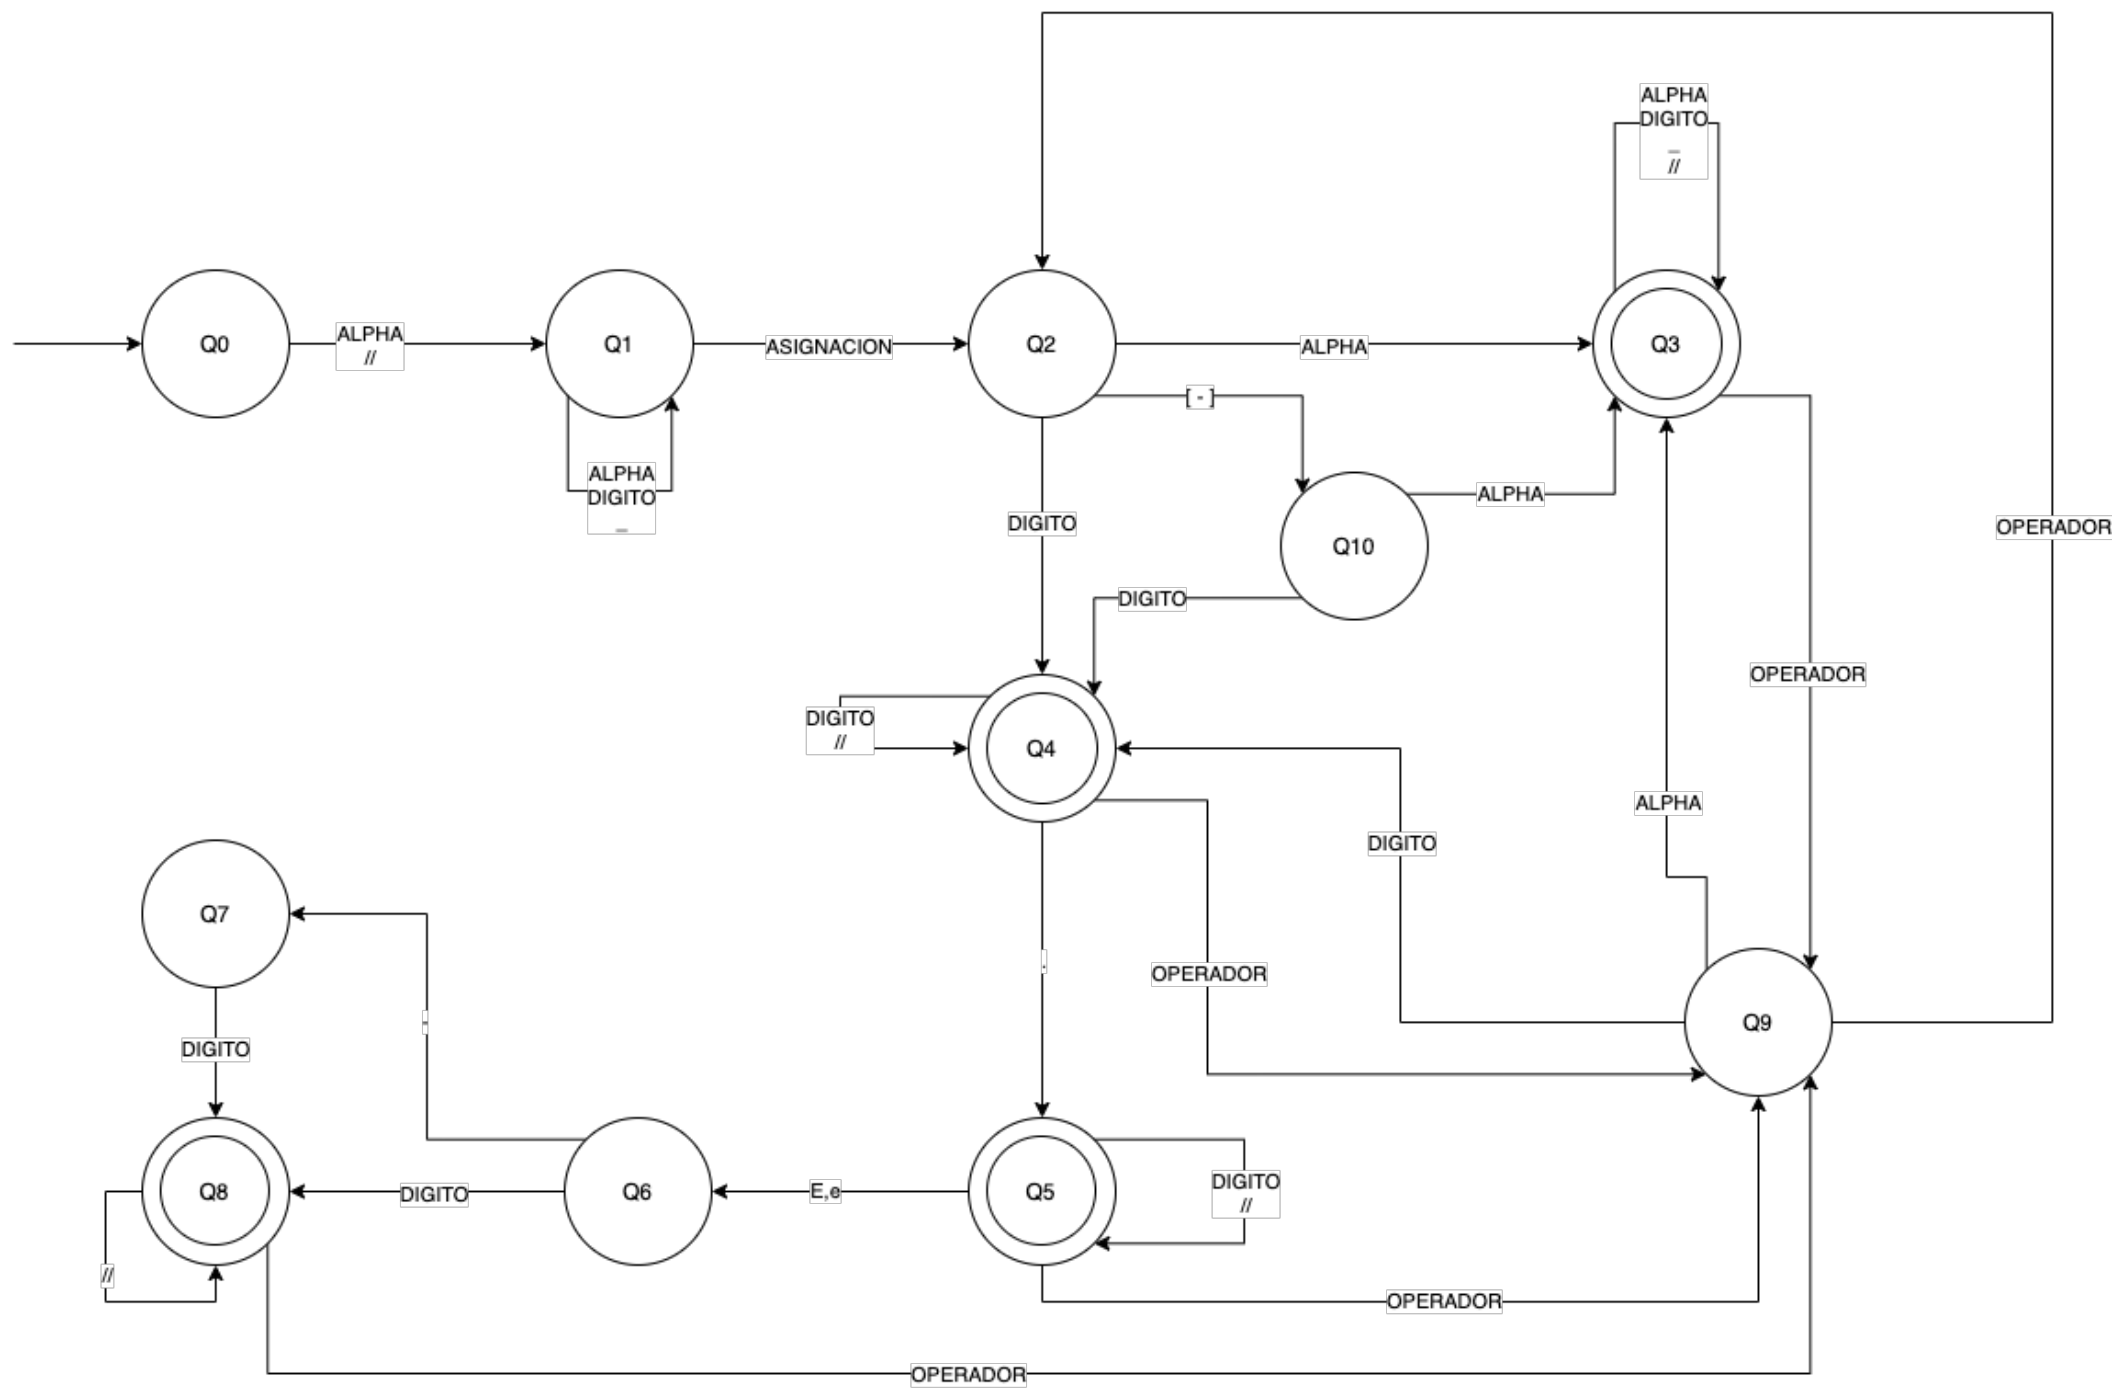 ALPHA
DIGITO
_
//
Q0
ALPHA
//
Q1
ASIGNACION
Q2
ALPHA
Q3
[ - ]
ALPHA
DIGITO
_
DIGITO
ALPHA
OPERADOR
Q10
DIGITO
OPERADOR
DIGITO
//
Q4
ALPHA
DIGITO
Q7
.
OPERADOR
Q9
-
DIGITO
Q8
DIGITO
Q6
E,e
Q5
DIGITO
//
//
OPERADOR
OPERADOR